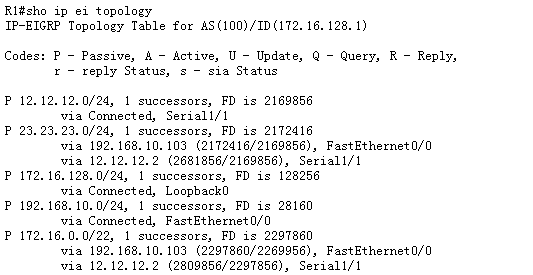 R1#sho ip ei topology
IP-EIGRP Topology Table for AS(100)/ID(172.16.128.1)
Codes: P - Passive, A - Active, U - Update, Q - Query, R - Reply,
r - reply Status, s - sia Status
P 12.12.12.0/24, 1 successors, FD is 2169856
via Connected, Serial1/1
P 23.23.23.0/24, 1 successors, FD is 2172416
via 192.168.10.103 (2172416/2169856), FastEthernet0/0
via 12.12.12.2 (2681856/2169856), Serial1/1
P 172.16.128.0/24, 1 successors, FD is 128256
via Connected, Loopback0
P 192.168.10.0/24, 1 successors, FD is 28160
via Connected, FastEthernet0/0
P 172.16.0.0/22, 1 successors, FD is 2297860
via 192.168.10.103 (2297860/2269956), FastEthernet0/0
via 12.12.12.2 (2809856/2297856), Serial1/1